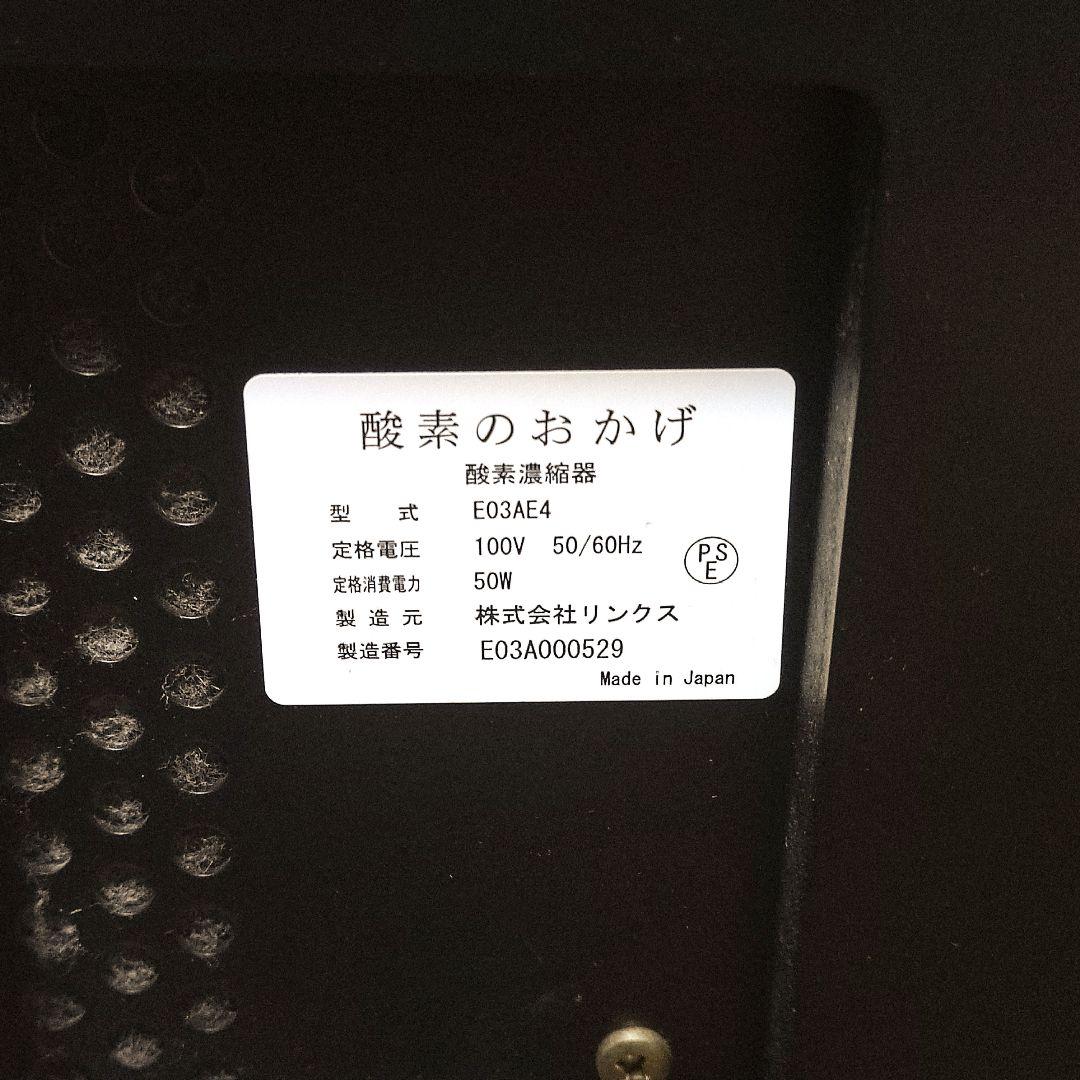 酸素のおかげ
酸素濃縮器
型 式 E03AE4
定格電圧 100V 50/60Hz
PSE
定格消費電力 50W
製造元 株式会社リンクス
製造番号 E03A000529
Made in Japan